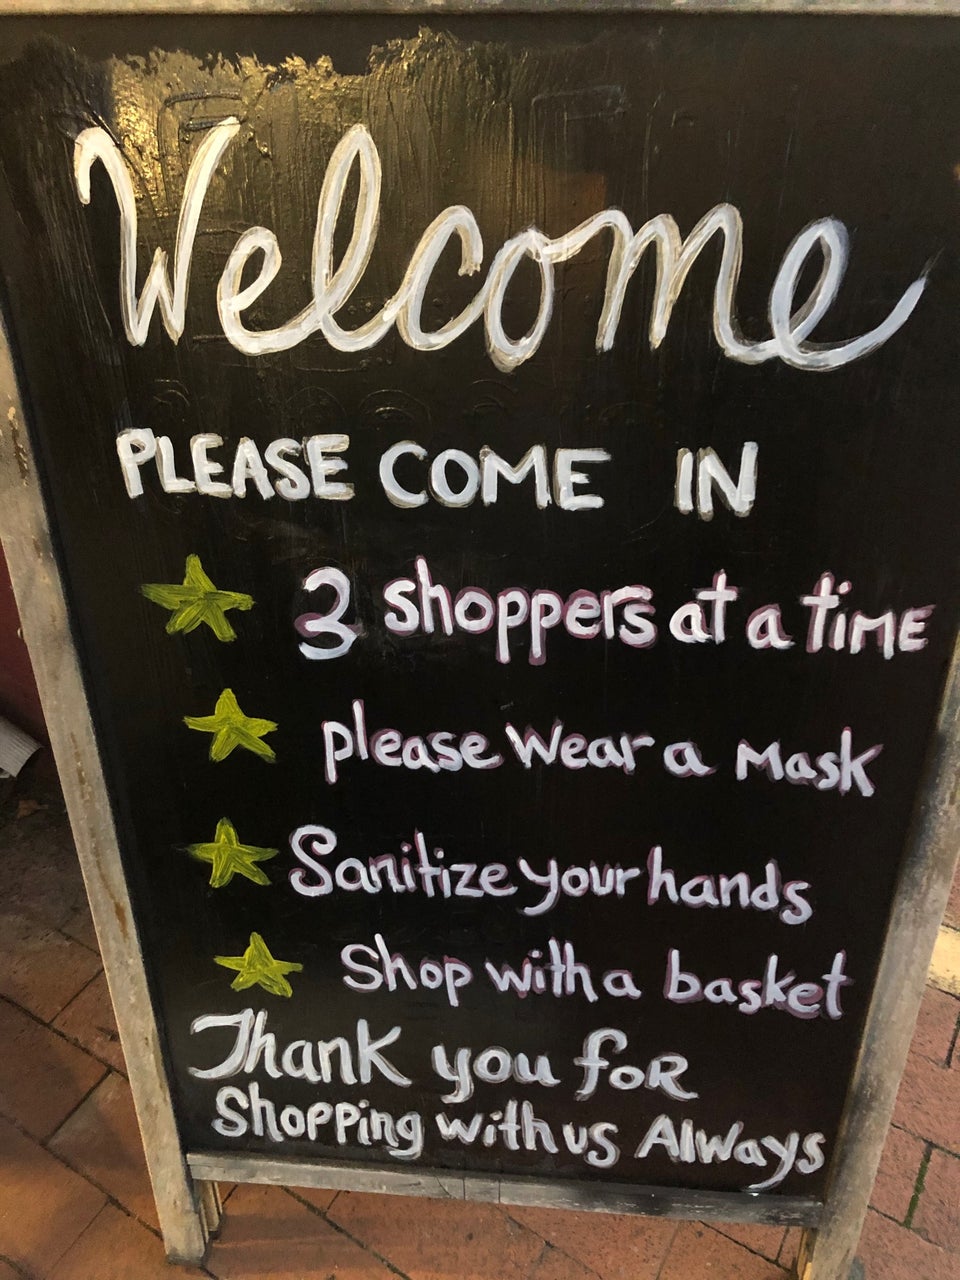 Welcome
PLEASE COME IN
3 shoppers at a TIME
please wear a Mask
Sanitize your hands
Shop with a basket
Thank you foR
Shopping with us Always